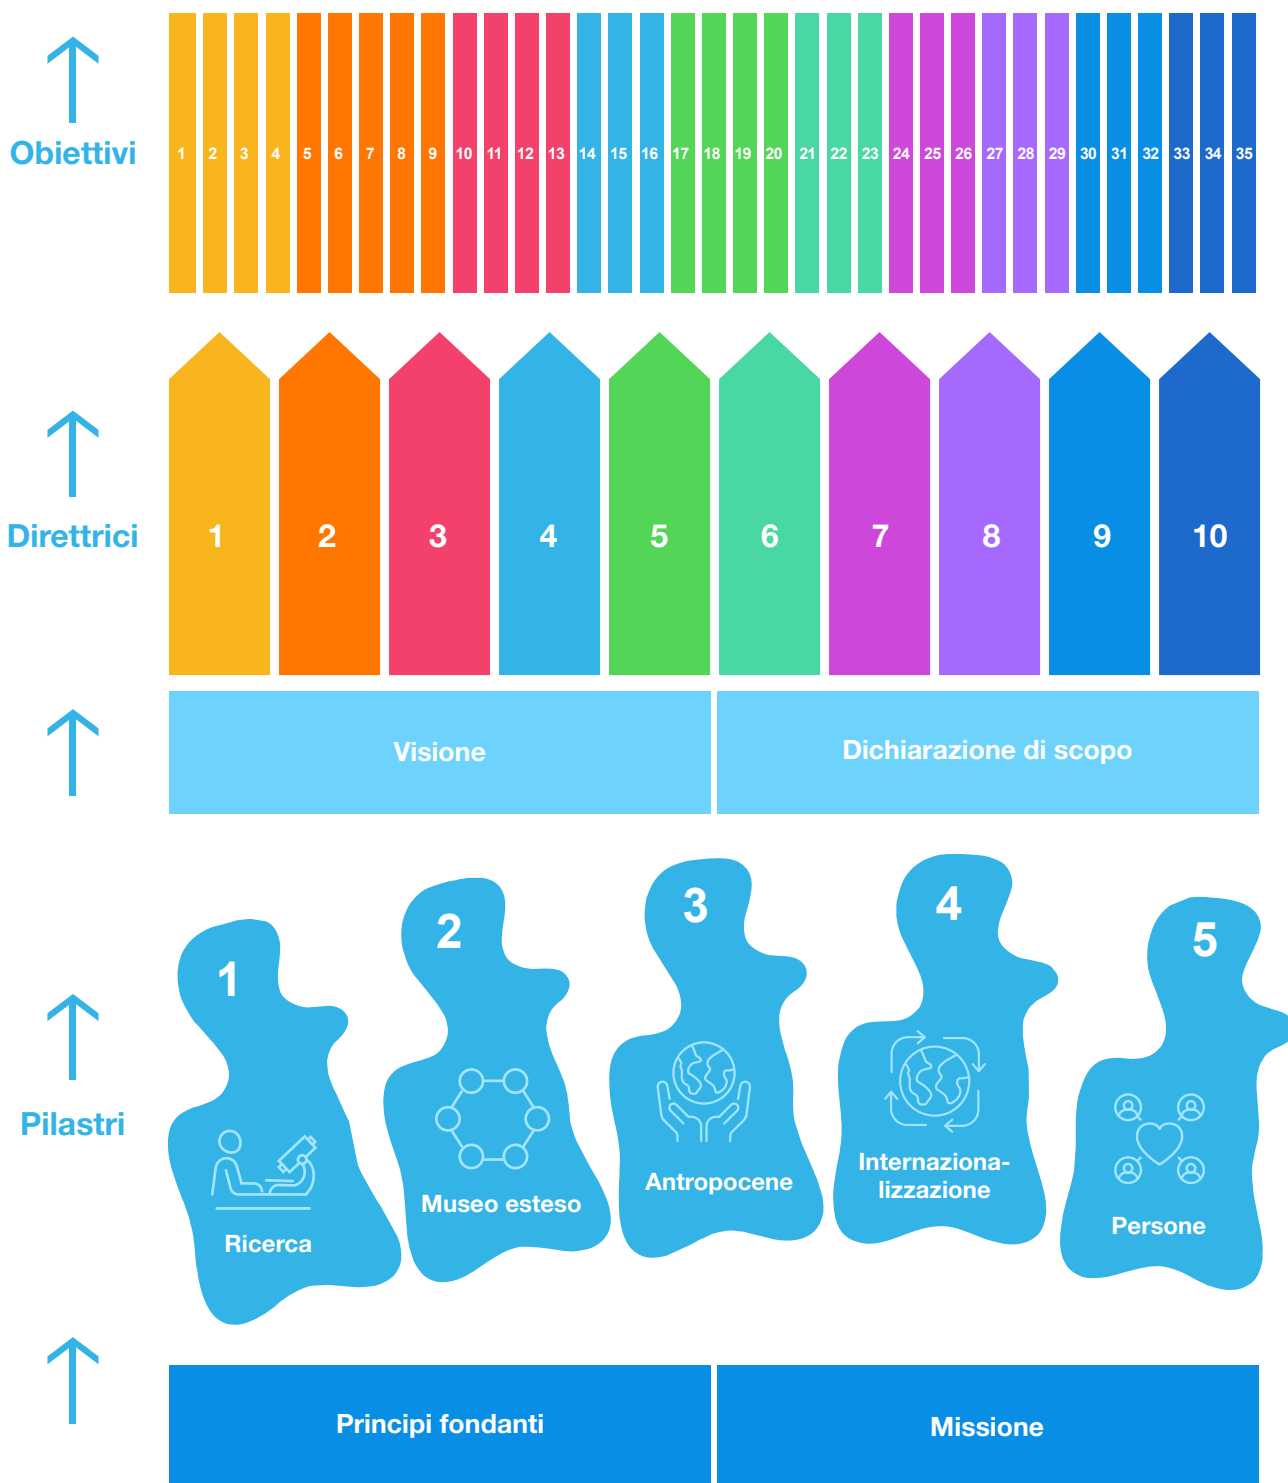 Obiettivi
1 2 3 4 5 6 7 8 9 10 11 12 13 14 15 16 17 18 19 20 21 22 23 24 25 26 27 28 29 30 31 32 33 34 35
Direttrici
1 2 3 4 5 6 7 8 9 10
Visione
Dichiarazione di scopo
Pilastri
1
Ricerca
2
Museo esteso
3
Antropocene
4
Internaziona-
lizzazione
5
Persone
Principi fondanti
Missione